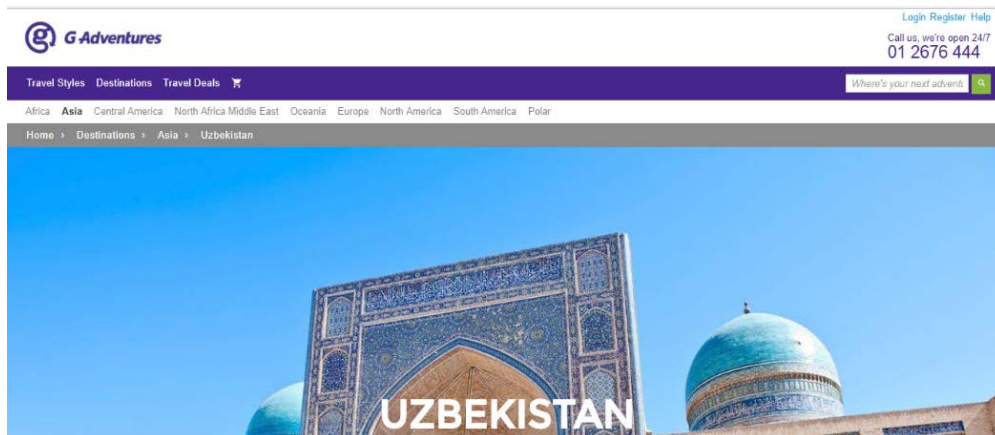 Login Register Help
G Adventures
Call us, we're open 24/7
01 2676 444
Travel Styles Destinations Travel Deals
Where's your next adventu
Africa Asia Central America North Africa Middle East Oceania Europe North America South America Polar
Home › Destinations › Asia › Uzbekistan
UZBEKISTAN